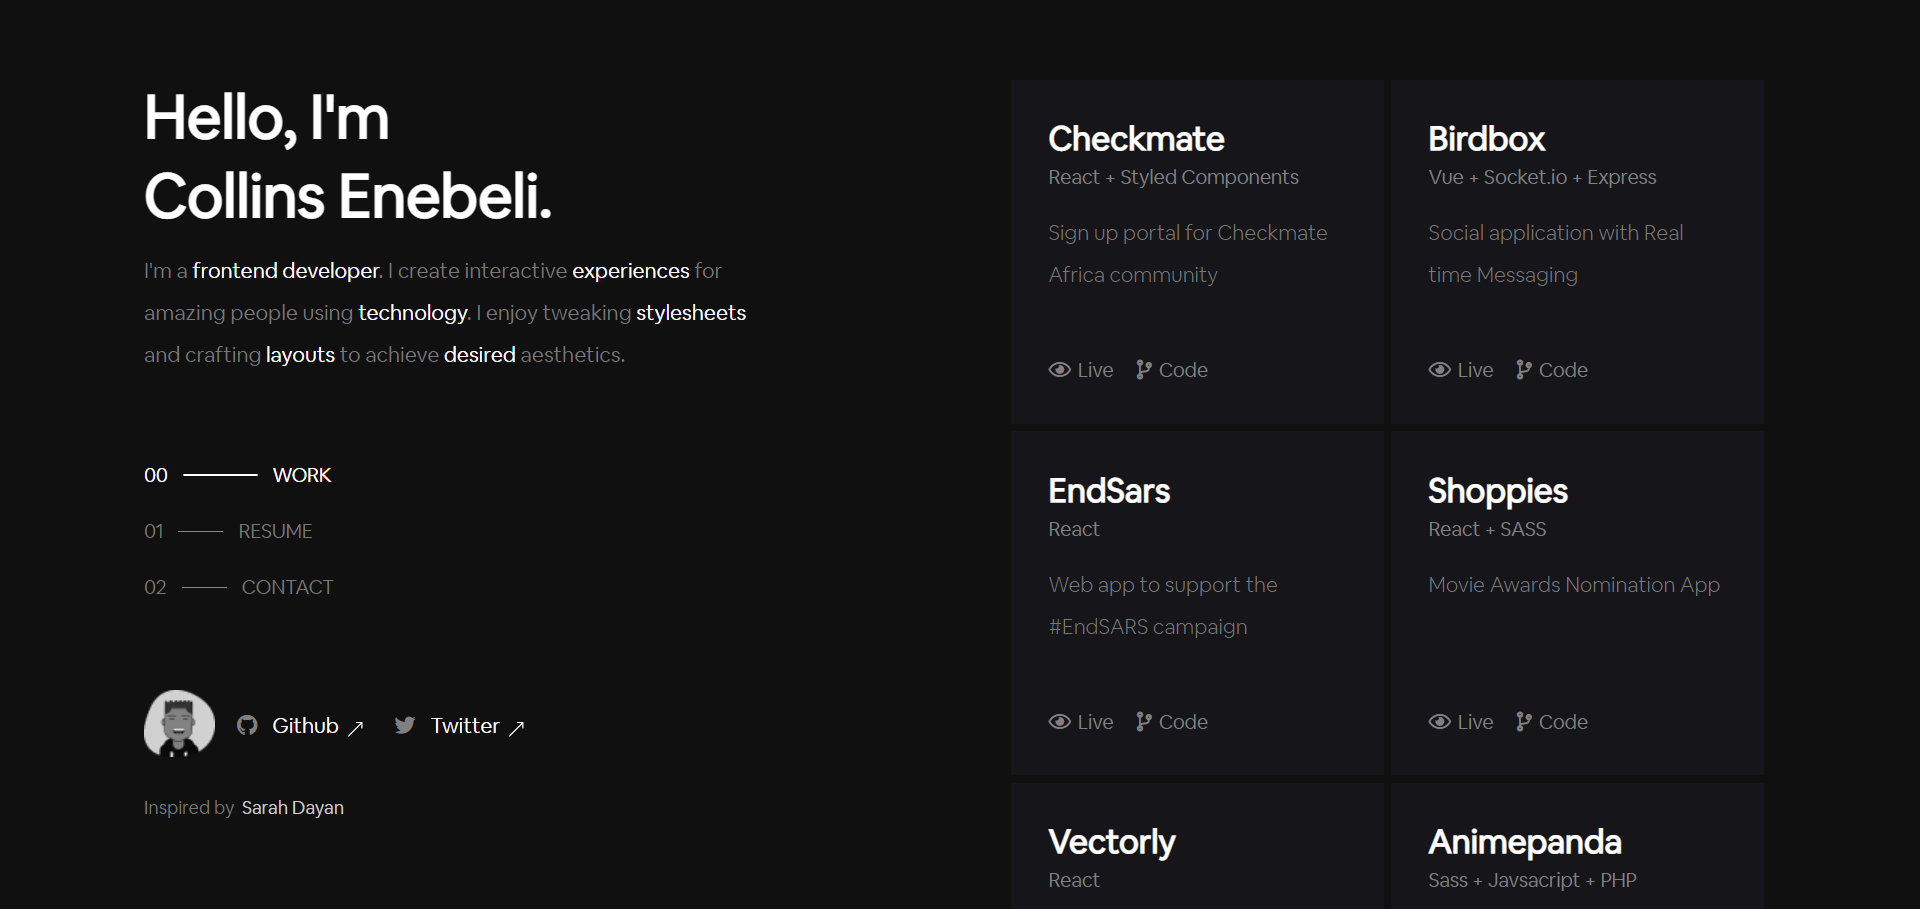 Hello, I'm
Collins Enebeli.
I'm a frontend developer. I create interactive experiences for
amazing people using technology. I enjoy tweaking stylesheets
and crafting layouts to achieve desired aesthetics.
00 WORK
01 RESUME
02 CONTACT
Github ↗ Twitter ↗
Inspired by Sarah Dayan
Checkmate
React + Styled Components
Sign up portal for Checkmate
Africa community
Live Code
Birdbox
Vue + Socket.io + Express
Social application with Real
time Messaging
Live Code
EndSars
React
Web app to support the
#EndSARS campaign
Live Code
Shoppies
React + SASS
Movie Awards Nomination App
Live Code
Vectorly
React
Animepanda
Sass + Javsacript + PHP